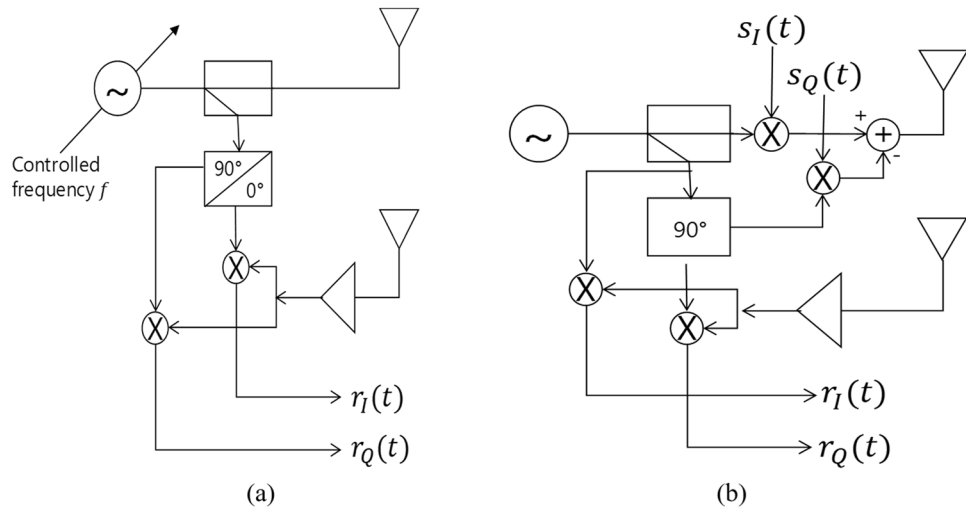 s_I(t)
s_Q(t)
~
~
X
+
+
-
Controlled
frequency f
90°
0°
X
90°
X
X
X
X
r_I(t)
r_I(t)
r_Q(t)
r_Q(t)
(a)
(b)